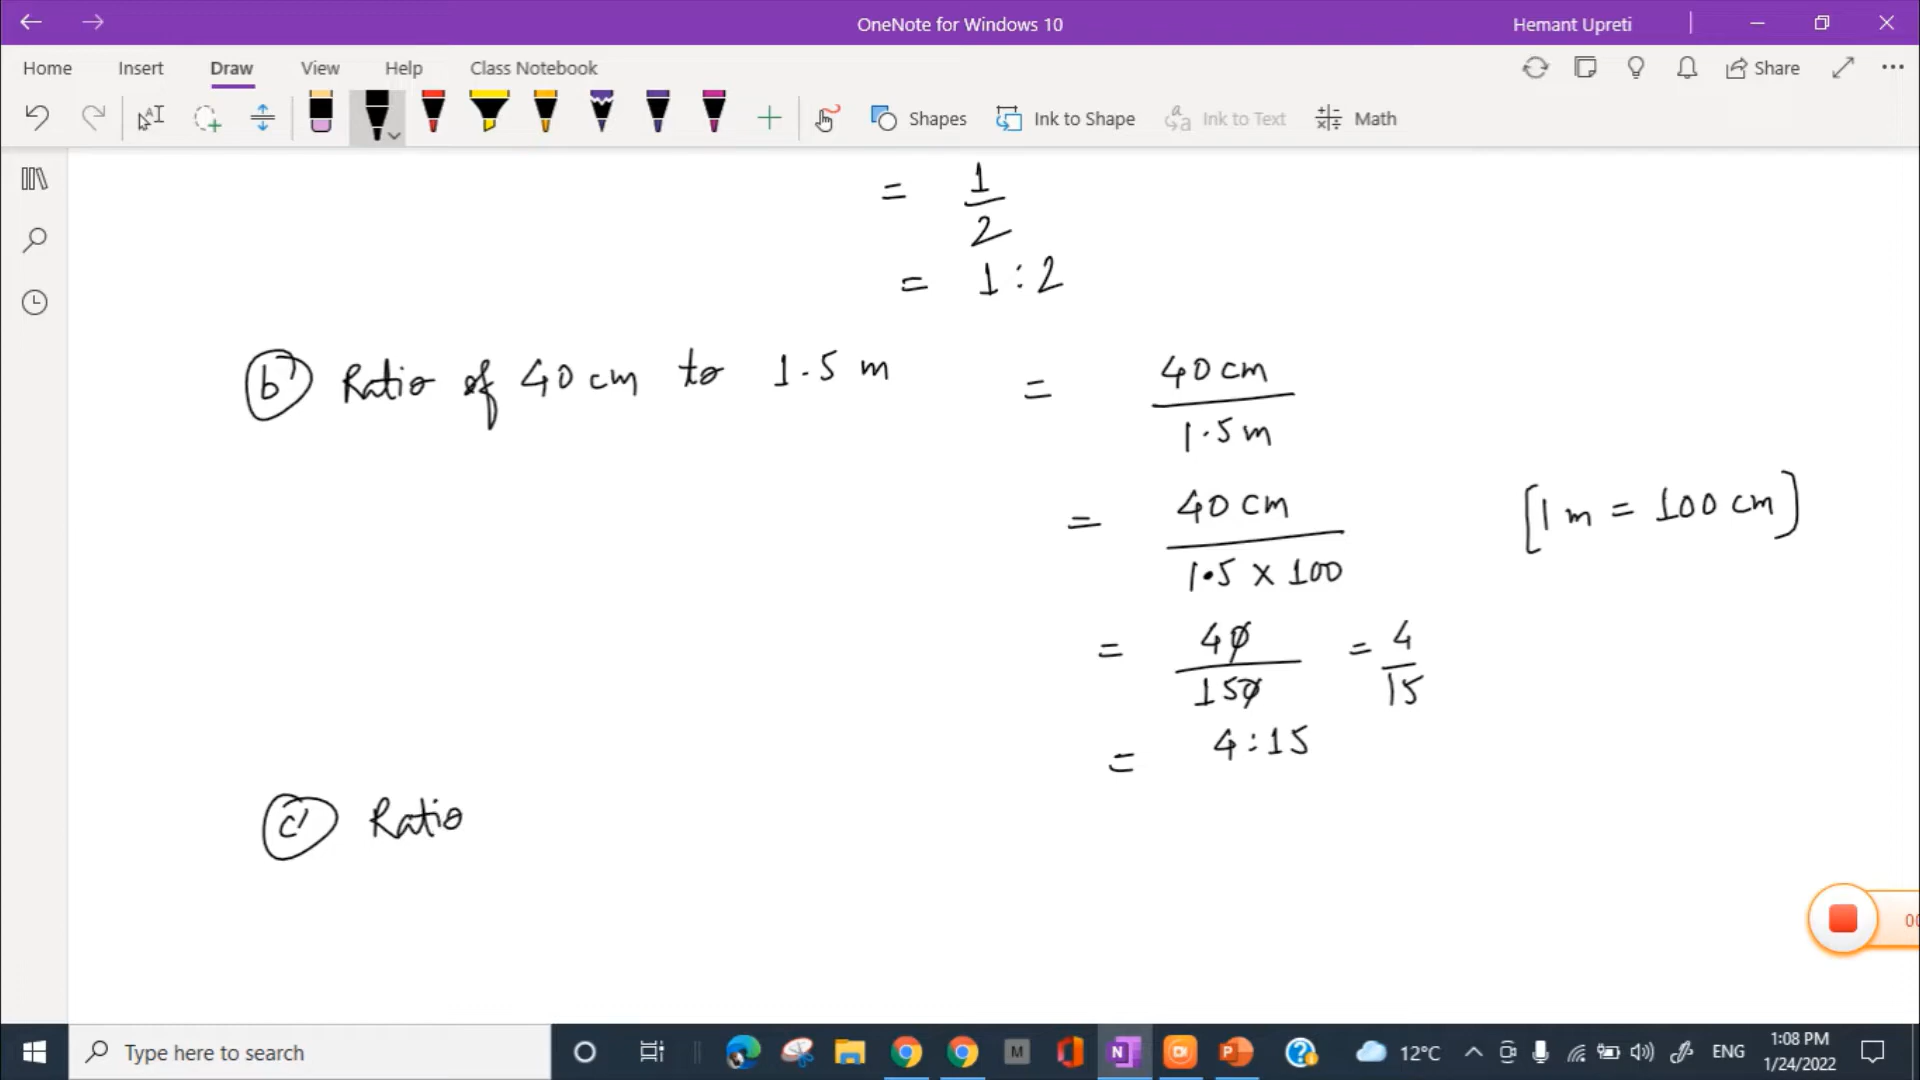 OneNote for Windows 10
Hemant Upreti
Home Insert Draw View Help Class Notebook
Share
Shapes Ink to Shape Ink to Text Math
= 1
2
= 1:2
b Ratio of 40 cm to 1.5 m = 40 cm
1.5 m
= 40 cm [1 m = 100 cm]
1.5 x 100
= 40 = 4
150 15
= 4:15
c Ratio
00
Type here to search
M
N
P
12°C
ENG
1:08 PM
1/24/2022